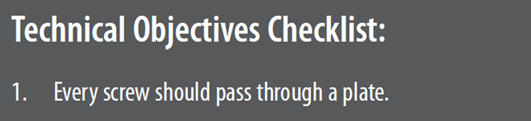 Technical Objectives Checklist:
1. Every screw should pass through a plate.